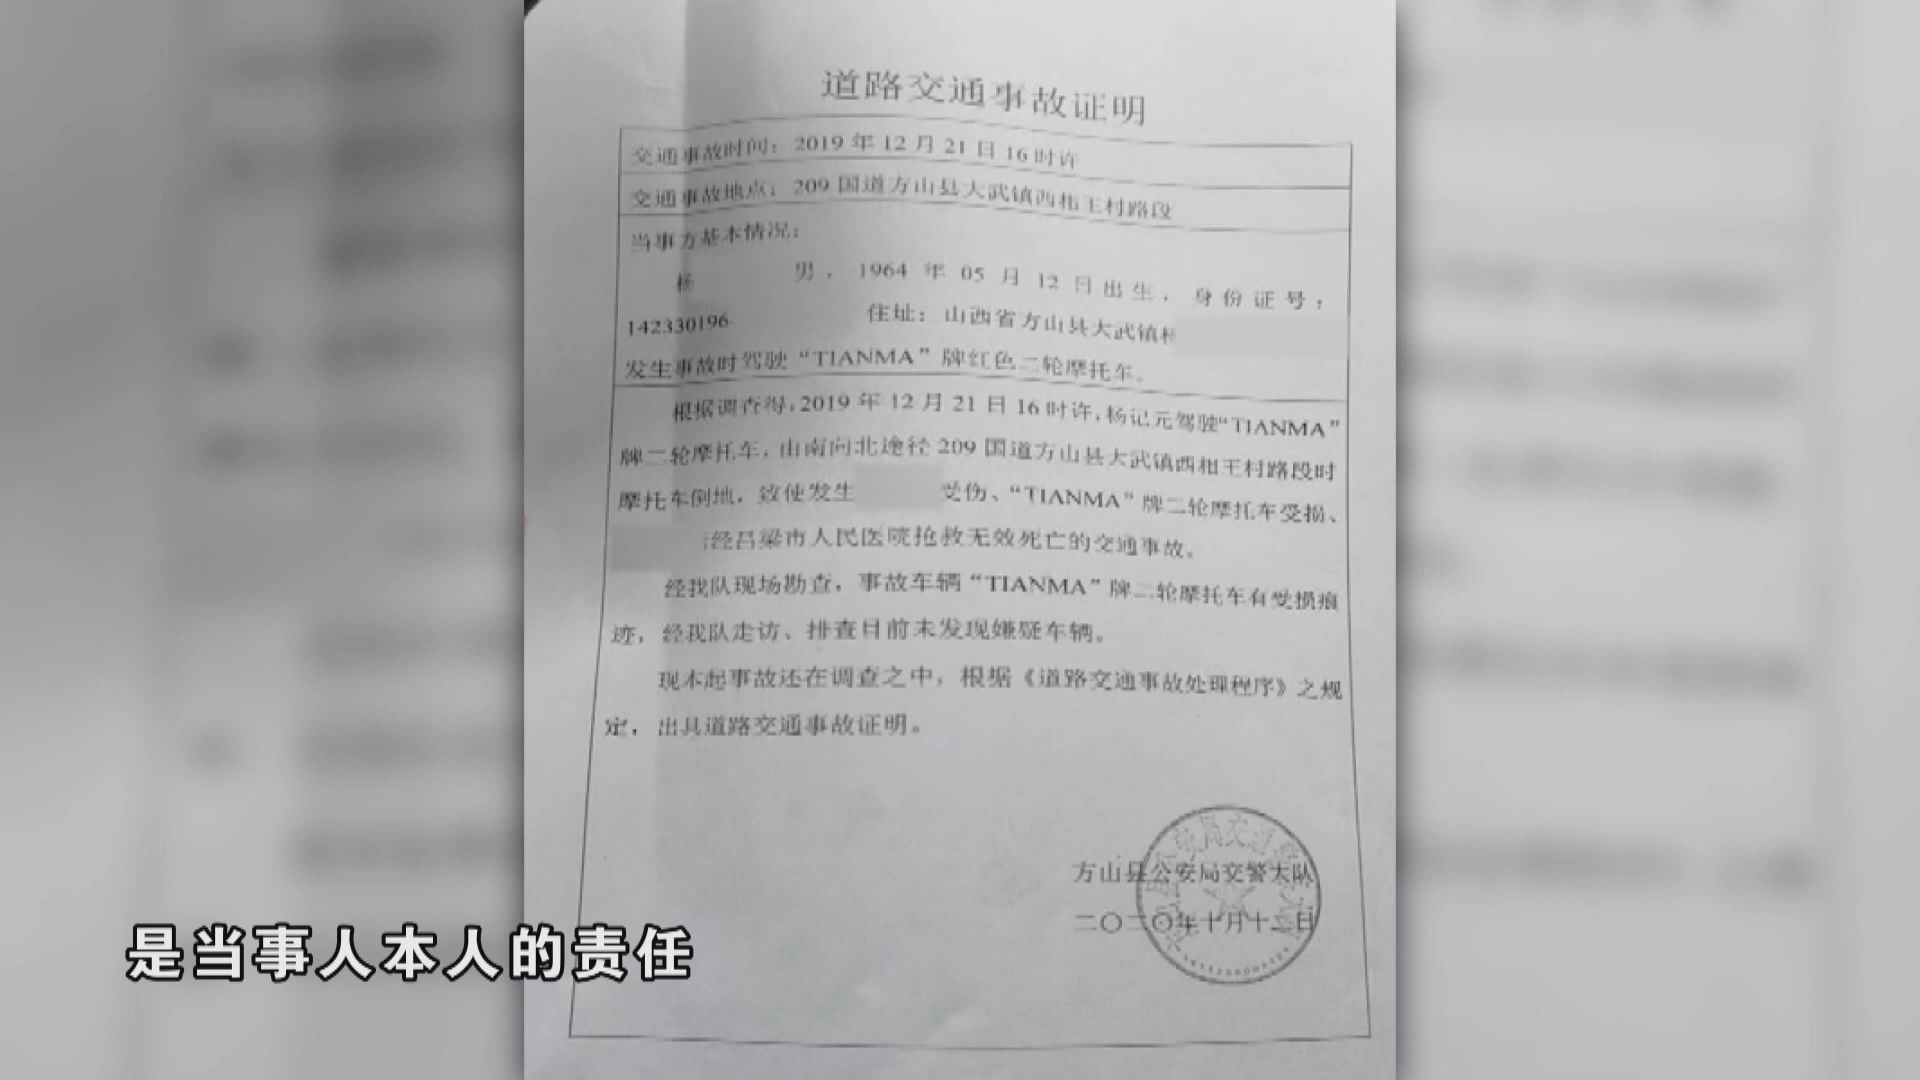 道路交通事故证明
交通事故时间：2019年12月21日16时许
交通事故地点：209国道方山县大武镇西相王村路段
当事方基本情况：
杨 男，1964年05月12日出生，身份证号：
142330196 住址：山西省方山县大武镇
发生事故时驾驶“TIANMA”牌红色二轮摩托车。
根据调查得，2019年12月21日16时许，杨记元驾驶“TIANMA”
牌二轮摩托车，由南向北途径209国道方山县大武镇西相王村路段时
摩托车倒地，致使发生 受伤、“TIANMA”牌二轮摩托车受损、
经吕梁市人民医院抢救无效死亡的交通事故。
经我队现场勘查，事故车辆“TIANMA”牌二轮摩托车有受损痕
迹，经我队走访、排查目前未发现嫌疑车辆。
现本起事故还在调查之中，根据《道路交通事故处理程序》之规
定，出具道路交通事故证明。
方山县公安局交警大队
二〇二〇年十月十二日
是当事人本人的责任